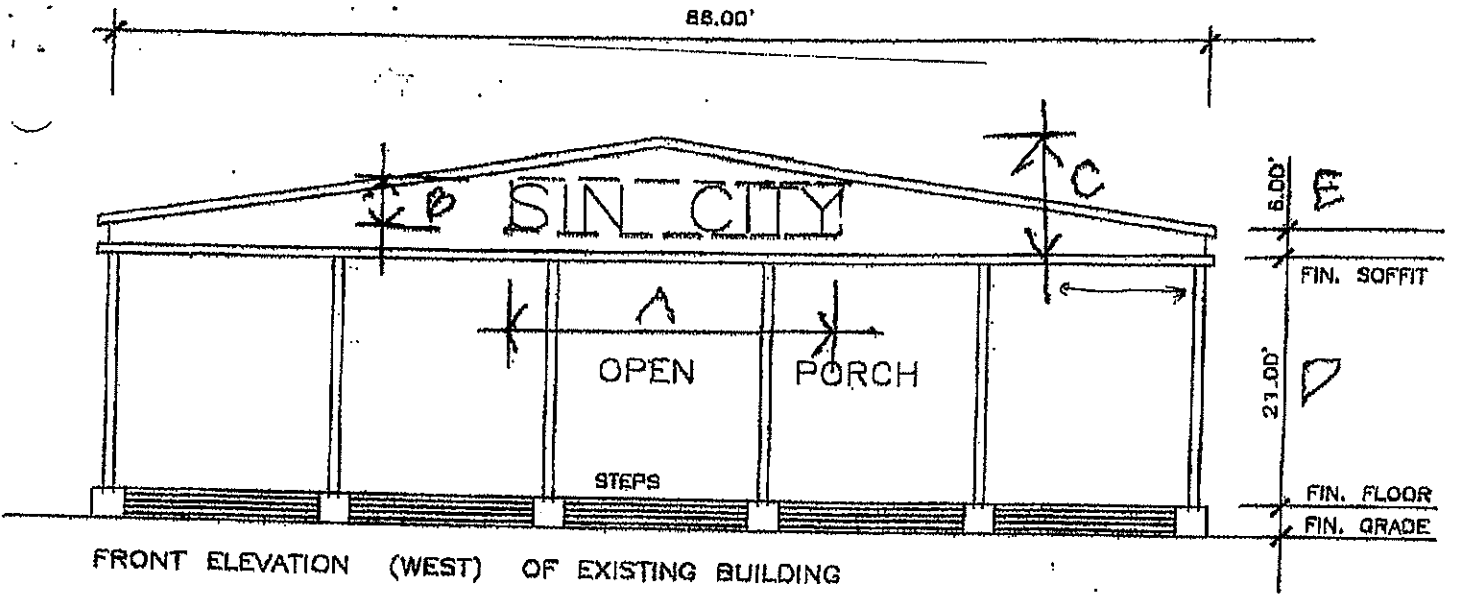 88.00'
C
6.00'
E
B
SIN CITY
FIN. SOFFIT
A
OPEN PORCH
21.00'
D
STEPS
FIN. FLOOR
FIN. GRADE
FRONT ELEVATION (WEST) OF EXISTING BUILDING